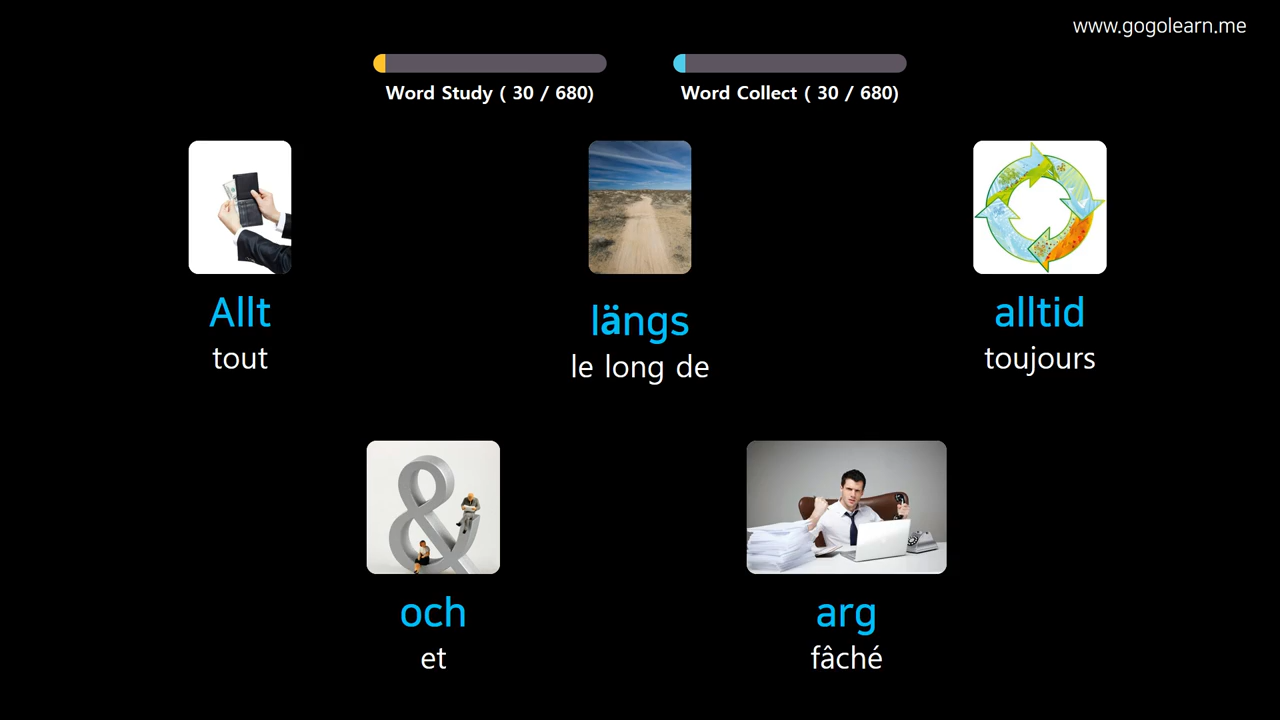 www.gogolearn.me
Word Study ( 30 / 680)
Word Collect ( 30 / 680)
Allt
tout
längs
le long de
alltid
toujours
&
och
et
arg
fâché